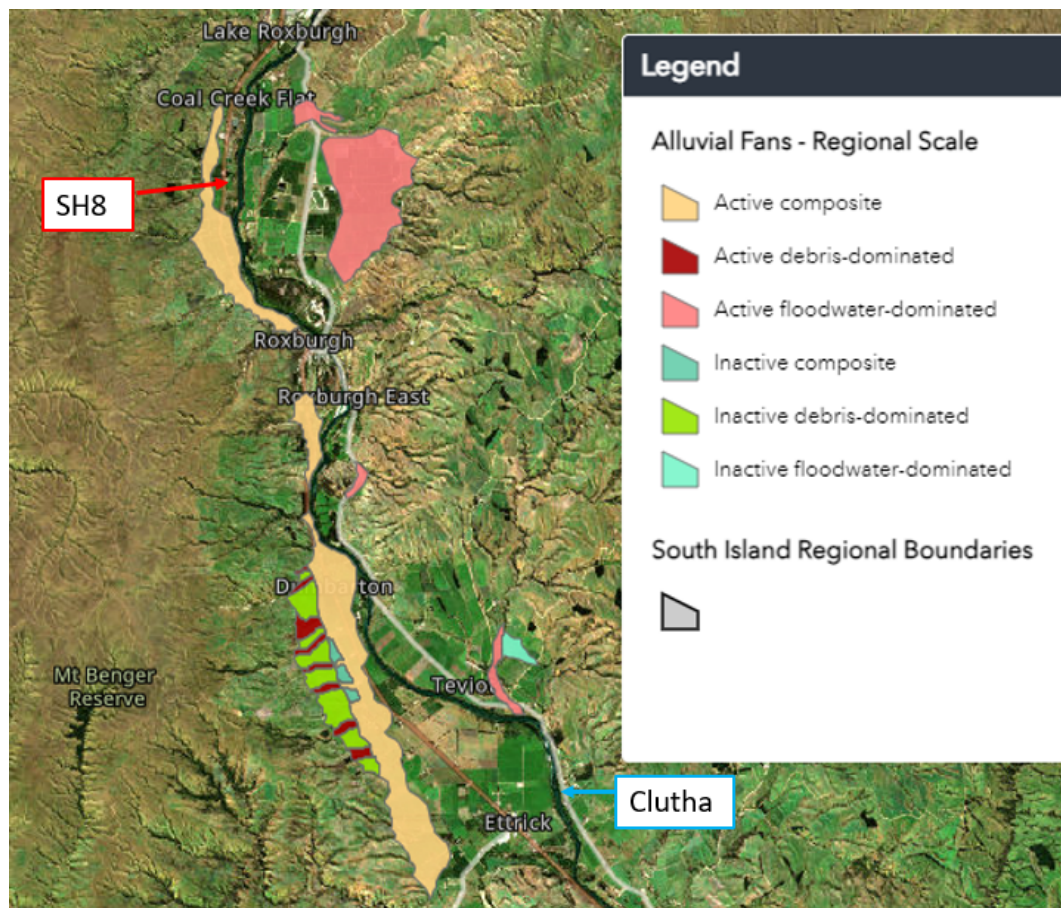 Lake Roxburgh
Coal Creek Flat
SH8
Roxburgh
Roxburgh East
Dumbarton
Mt Benger
Reserve
Teviot
Clutha
Ettrick
Legend
Alluvial Fans - Regional Scale
Active composite
Active debris-dominated
Active floodwater-dominated
Inactive composite
Inactive debris-dominated
Inactive floodwater-dominated
South Island Regional Boundaries